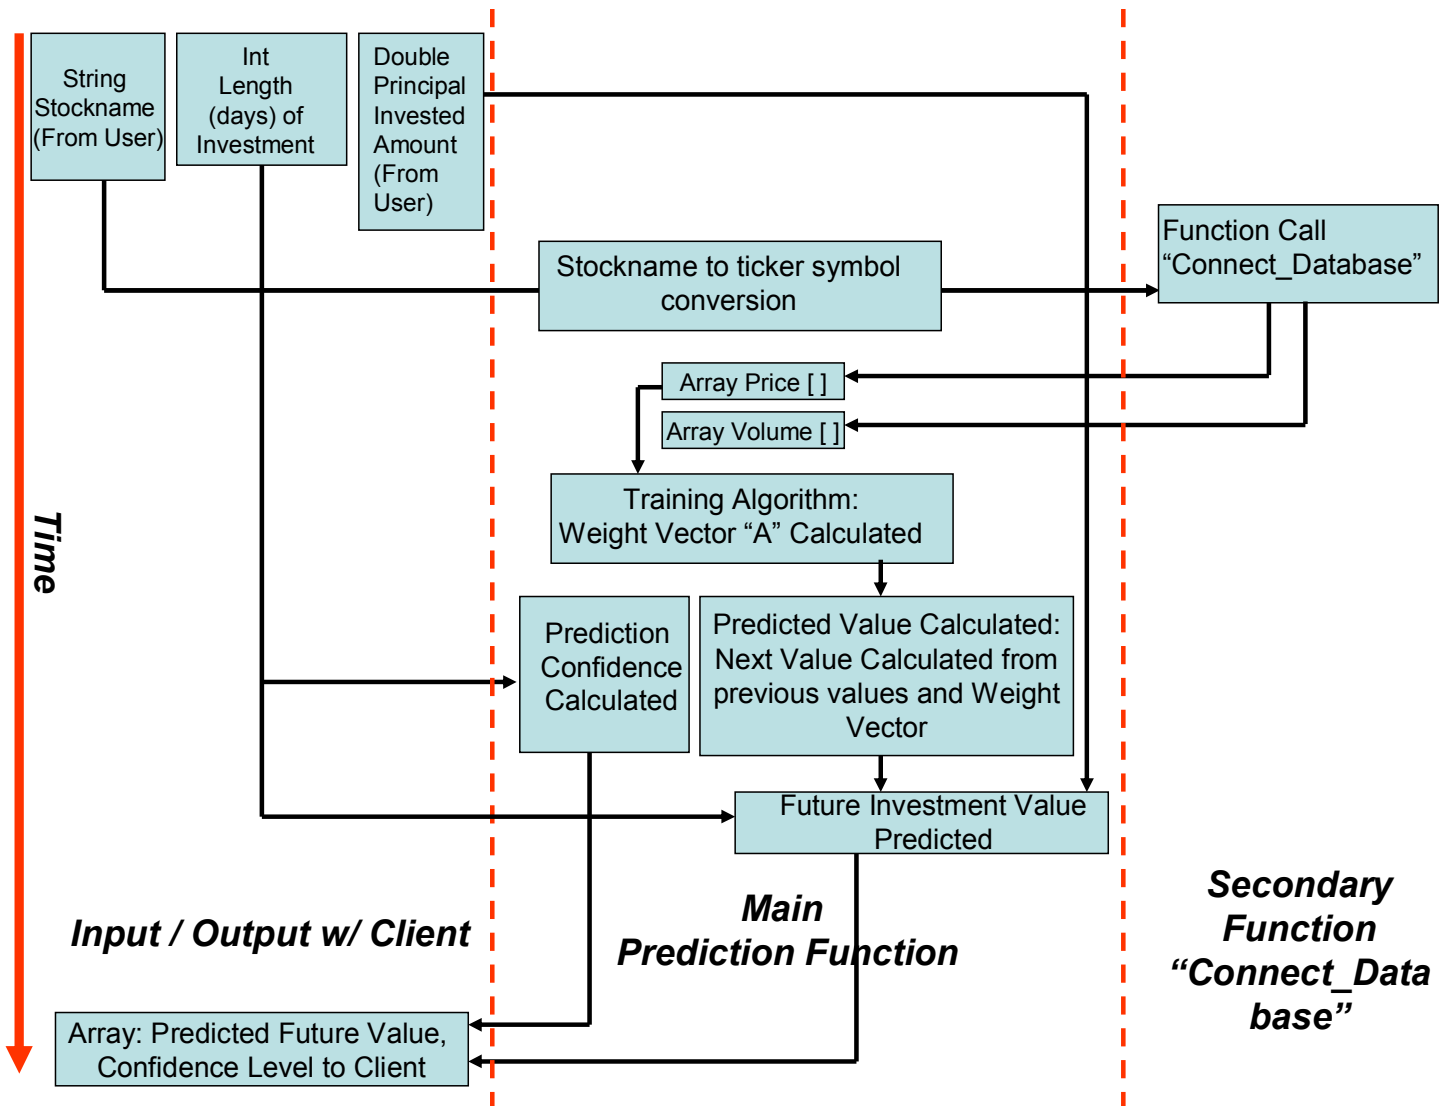 String
Stockname
(From User)
Int
Length
(days) of
Investment
Double
Principal
Invested
Amount
(From
User)
Function Call
“Connect_Database”
Stockname to ticker symbol
conversion
Array Price [ ]
Array Volume [ ]
Training Algorithm:
Weight Vector “A” Calculated
Time
Prediction
Confidence
Calculated
Predicted Value Calculated:
Next Value Calculated from
previous values and Weight
Vector
Future Investment Value
Predicted
Input / Output w/ Client
Main
Prediction Function
Secondary
Function
“Connect_Data
base”
Array: Predicted Future Value,
Confidence Level to Client